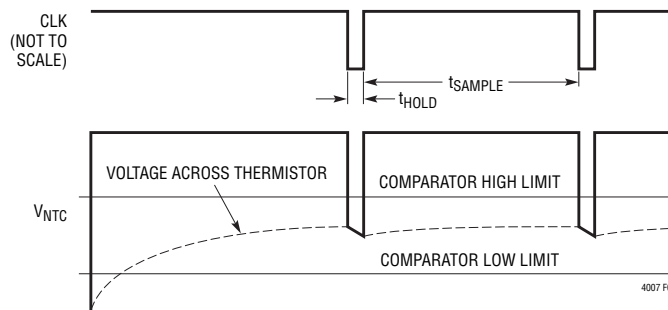 CLK
(NOT TO
SCALE)
tSAMPLE
tHOLD
VOLTAGE ACROSS THERMISTOR
COMPARATOR HIGH LIMIT
VNTC
COMPARATOR LOW LIMIT
4007 F